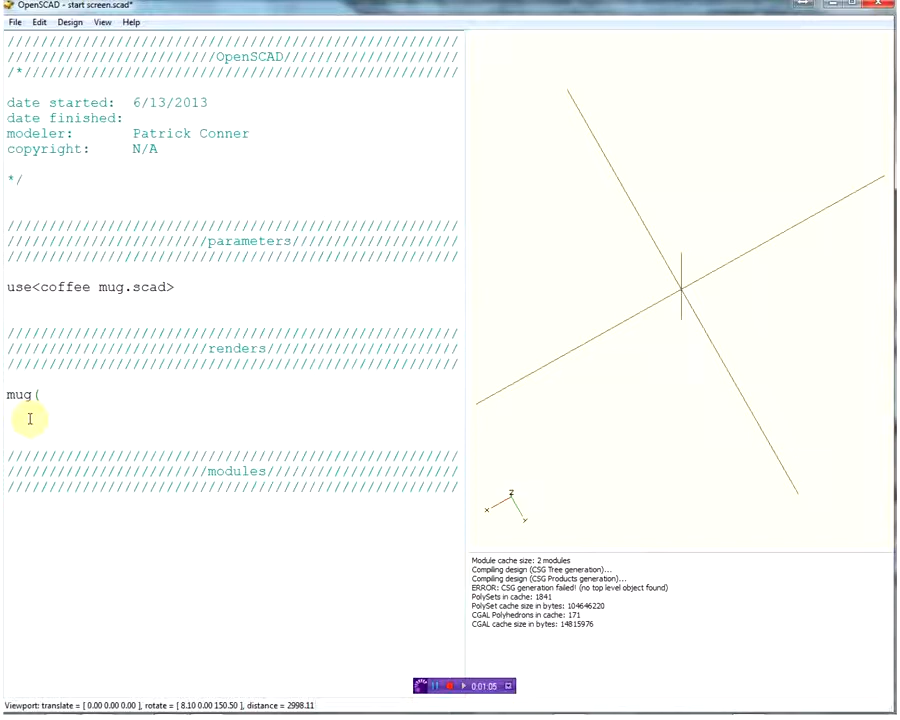 OpenSCAD - start screen.scad*
File Edit Design View Help
//////////////////////////////////////////////////////
/////////////////////////OpenSCAD/////////////////////
/*////////////////////////////////////////////////////
date started: 6/13/2013
date finished:
modeler: Patrick Conner
copyright: N/A
*/
//////////////////////////////////////////////////////
////////////////////////parameters////////////////////
//////////////////////////////////////////////////////
use<coffee mug.scad>
//////////////////////////////////////////////////////
////////////////////////renders///////////////////////
//////////////////////////////////////////////////////
mug(
//////////////////////////////////////////////////////
////////////////////////modules///////////////////////
//////////////////////////////////////////////////////
z
x
y
Module cache size: 2 modules
Compiling design (CSG Tree generation)...
Compiling design (CSG Products generation)...
ERROR: CSG generation failed! (no top level object found)
PolySets in cache: 1841
PolySet cache size in bytes: 104646220
CGAL Polyhedrons in cache: 171
CGAL cache size in bytes: 14815976
0:01:05
Viewport: translate = [ 0.00 0.00 0.00 ], rotate = [ 8.10 0.00 150.50 ], distance = 2998.11